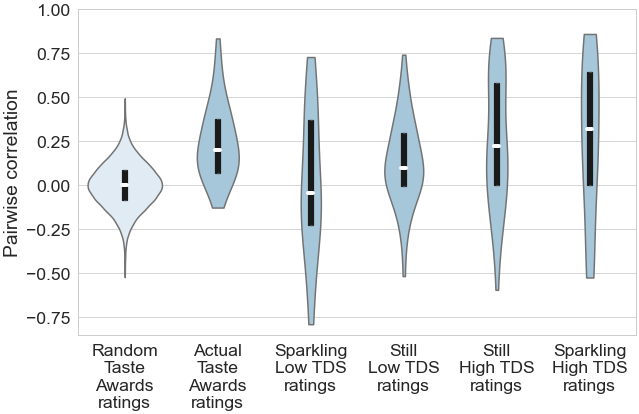 Pairwise correlation
1.00
0.75
0.50
0.25
0.00
−0.25
−0.50
−0.75
Random
Taste
Awards
ratings
Actual
Taste
Awards
ratings
Sparkling
Low TDS
ratings
Still
Low TDS
ratings
Still
High TDS
ratings
Sparkling
High TDS
ratings